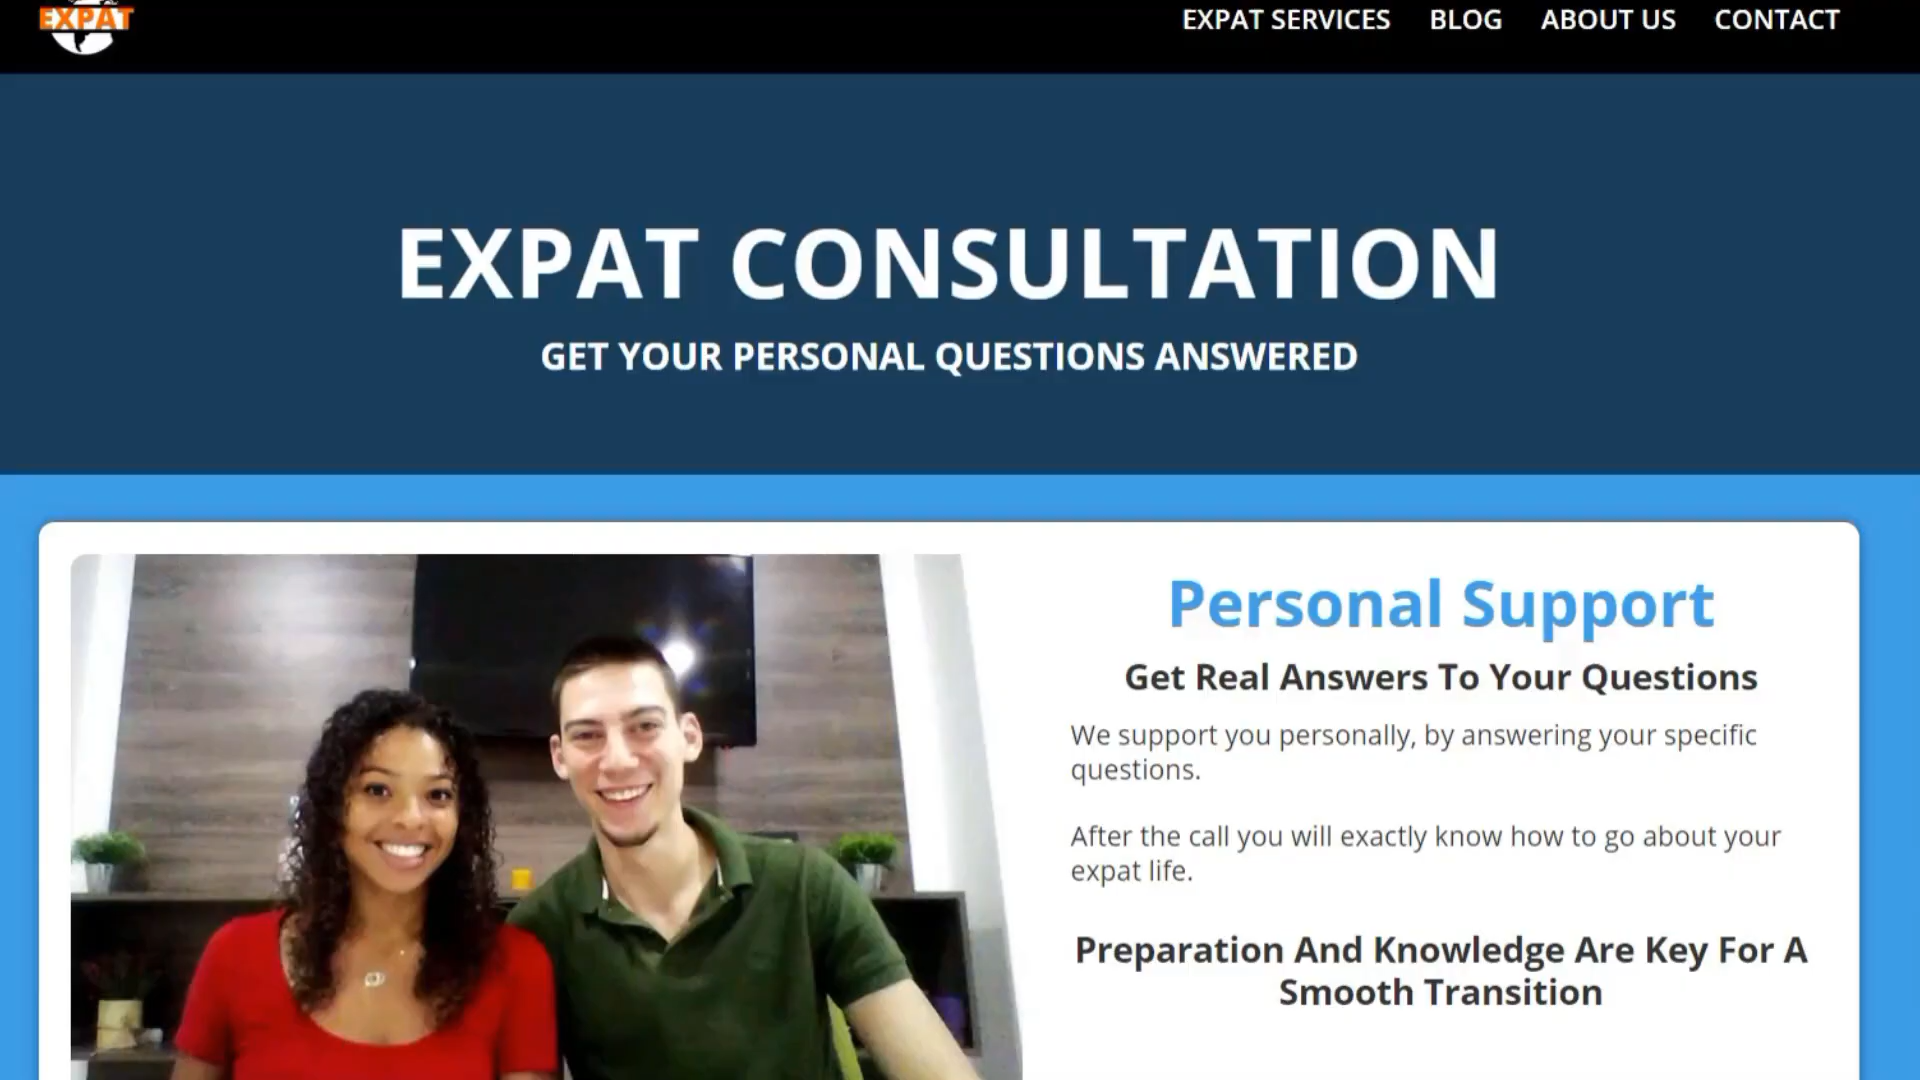 EXPAT
EXPAT SERVICES BLOG ABOUT US CONTACT
EXPAT CONSULTATION
GET YOUR PERSONAL QUESTIONS ANSWERED
Personal Support
Get Real Answers To Your Questions
We support you personally, by answering your specific
questions.
After the call you will exactly know how to go about your
expat life.
Preparation And Knowledge Are Key For A
Smooth Transition